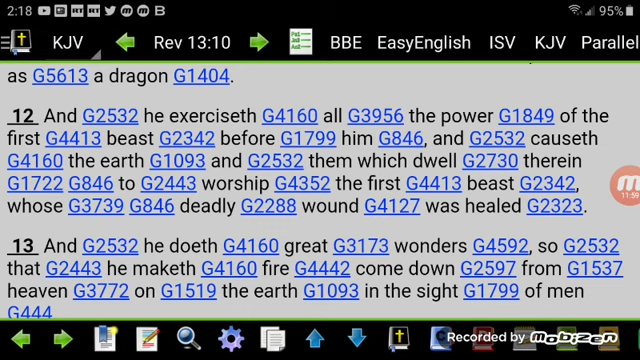 2:18 RT RT B 95%
KJV Rev 13:10 BBE EasyEnglish ISV KJV Parallel
as G5613 a dragon G1404.
12 And G2532 he exerciseth G4160 all G3956 the power G1849 of the
first G4413 beast G2342 before G1799 him G846, and G2532 causeth
G4160 the earth G1093 and G2532 them which dwell G2730 therein
G1722 G846 to G2443 worship G4352 the first G4413 beast G2342,
whose G3739 G846 deadly G2288 wound G4127 was healed G2323.
11:59
13 And G2532 he doeth G4160 great G3173 wonders G4592, so G2532
that G2443 he maketh G4160 fire G4442 come down G2597 from G1537
heaven G3772 on G1519 the earth G1093 in the sight G1799 of men
G444
Recorded by mobizen